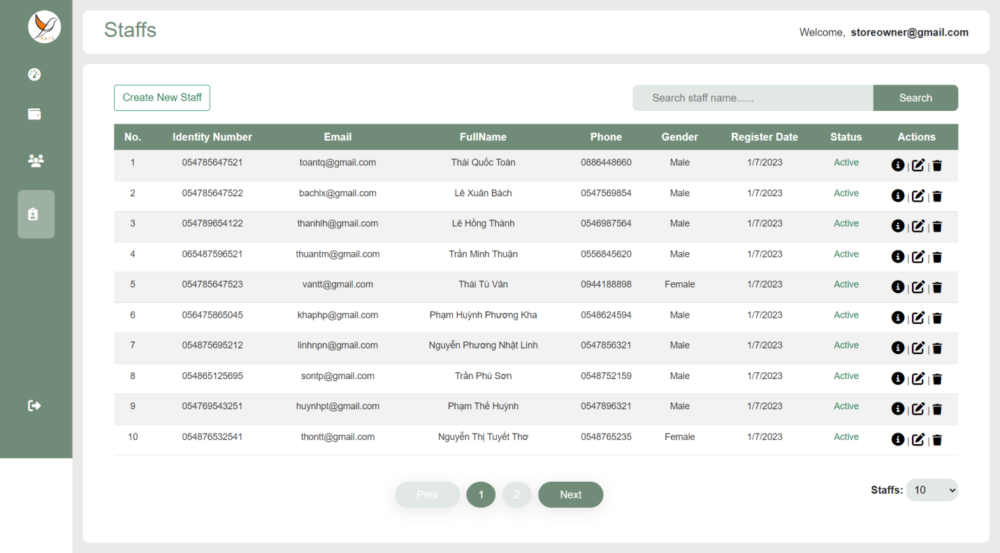 Staffs
Welcome, storeowner@gmail.com
Create New Staff
Search staff name...... Search
No. Identity Number Email FullName Phone Gender Register Date Status Actions
1 054785647521 toantq@gmail.com Thái Quốc Toàn 0886448660 Male 1/7/2023 Active | |
2 054785647522 bachlx@gmail.com Lê Xuân Bách 0547569854 Male 1/7/2023 Active | |
3 054789654122 thanhlh@gmail.com Lê Hồng Thành 0546987564 Male 1/7/2023 Active | |
4 065487596521 thuantm@gmail.com Trần Minh Thuận 0556845620 Male 1/7/2023 Active | |
5 054785647523 vantt@gmail.com Thái Tú Vân 0944188898 Female 1/7/2023 Active | |
6 056475865045 khaphp@gmail.com Phạm Huỳnh Phương Kha 0548624594 Male 1/7/2023 Active | |
7 054875695212 linhnpn@gmail.com Nguyễn Phương Nhật Linh 0547856321 Male 1/7/2023 Active | |
8 054865125695 sontp@gmail.com Trần Phú Sơn 0548752159 Male 1/7/2023 Active | |
9 054769543251 huynhpt@gmail.com Phạm Thế Huỳnh 0547896321 Male 1/7/2023 Active | |
10 054876532541 thontt@gmail.com Nguyễn Thị Tuyết Thơ 0548765235 Female 1/7/2023 Active | |
Prev 1 2 Next
Staffs: 10